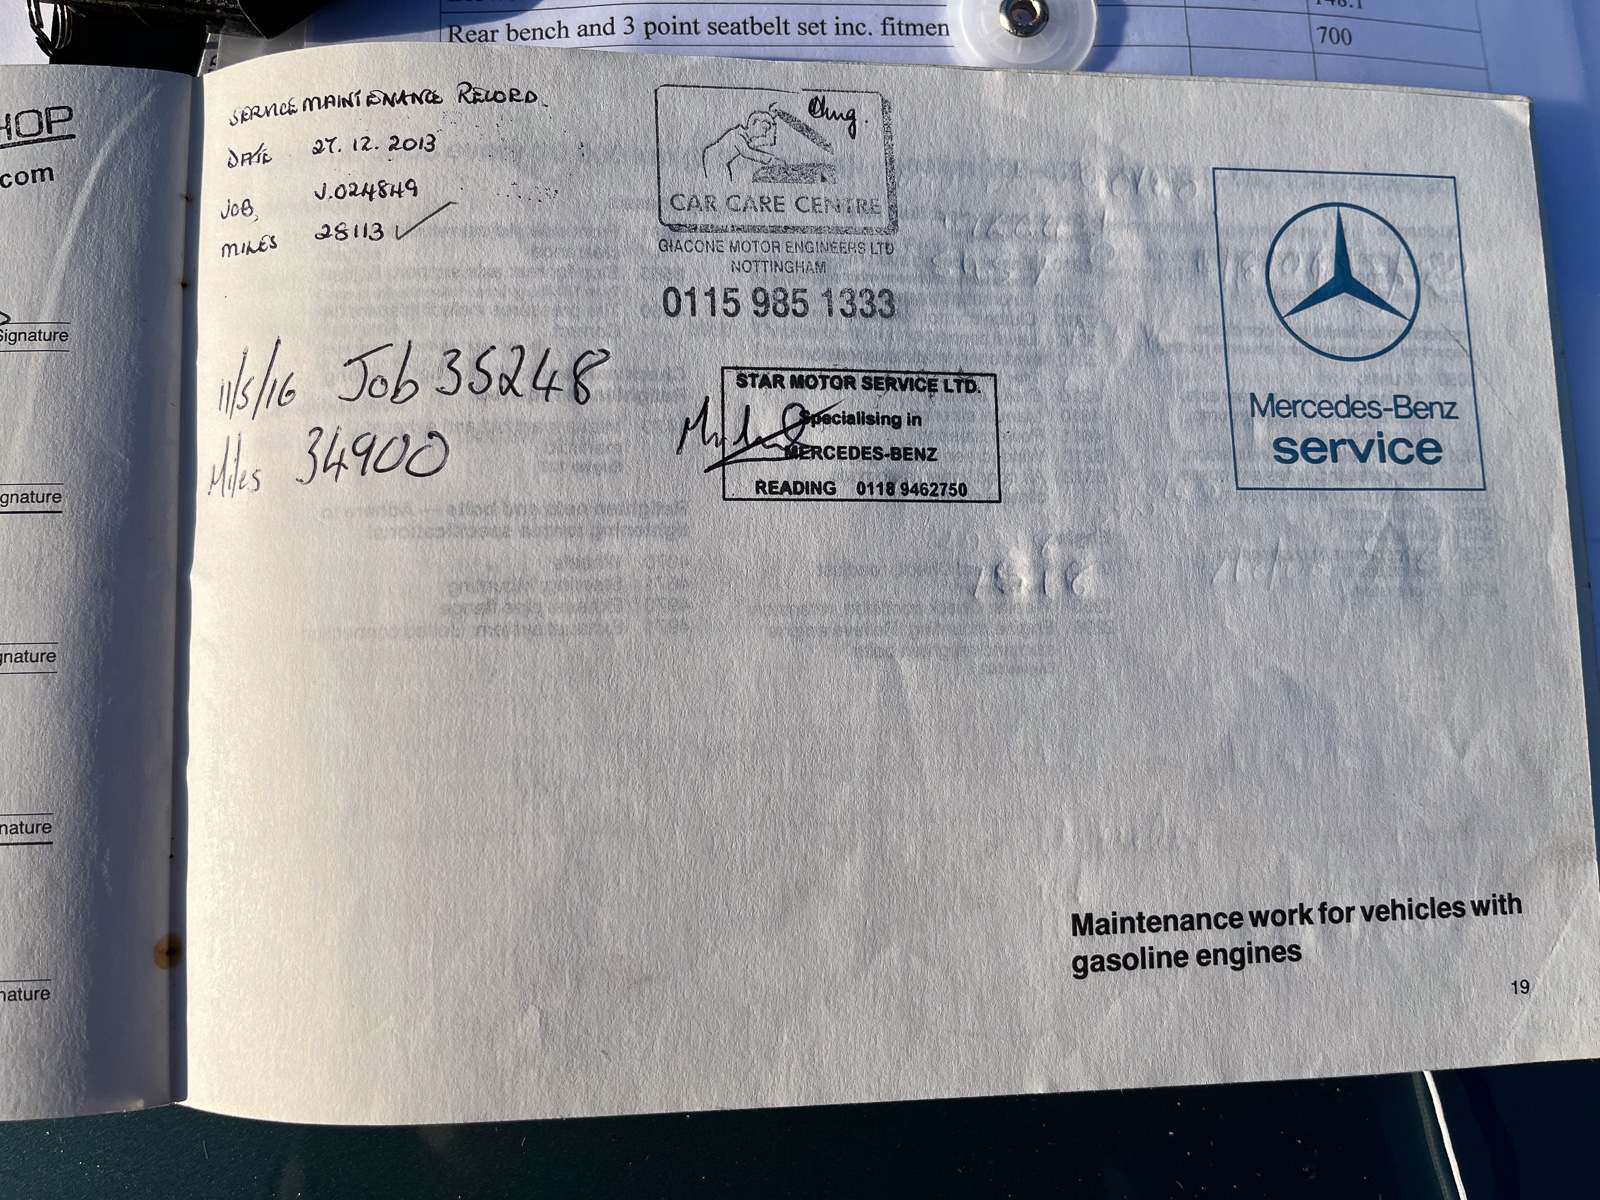 Rear bench and 3 point seatbelt set inc. fitmen
700
HOP
com
Signature
gnature
gnature
nature
nature
SERVICE MAINTENANCE RECORD.
DATE 27.12.2013
JOB, J.024849
MILES 28113 ✓
CAR CARE CENTRE
GIACONE MOTOR ENGINEERS LTD
NOTTINGHAM
0115 985 1333
11/5/16 Job 35248
Miles 34900
STAR MOTOR SERVICE LTD.
Specialising in
MERCEDES-BENZ
READING 0118 9462750
Mercedes-Benz
service
Maintenance work for vehicles with
gasoline engines
19